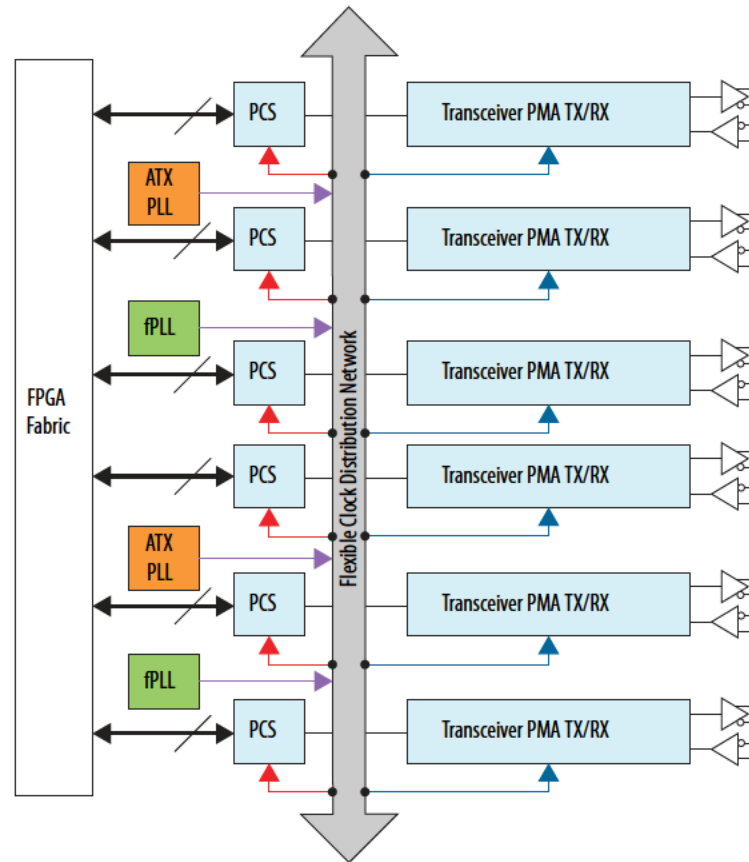 PCS
Transceiver PMA TX/RX
ATX
PLL
PCS
Transceiver PMA TX/RX
fPLL
PCS
Transceiver PMA TX/RX
FPGA
Fabric
Flexible Clock Distribution Network
PCS
Transceiver PMA TX/RX
ATX
PLL
PCS
Transceiver PMA TX/RX
fPLL
PCS
Transceiver PMA TX/RX